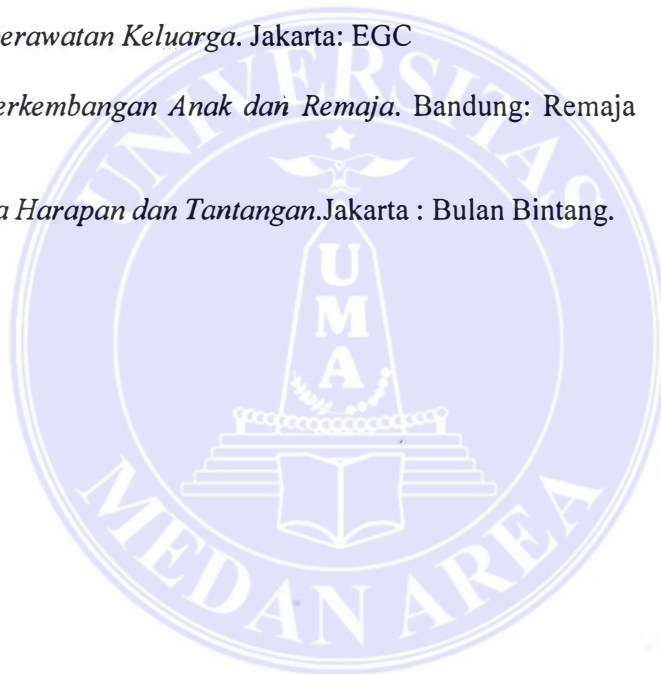 erawatan Keluarga. Jakarta: EGC
erkembangan Anak dan Remaja. Bandung: Remaja
a Harapan dan Tantangan.Jakarta : Bulan Bintang.
UNIVERSITAS
UMA
MEDAN AREA